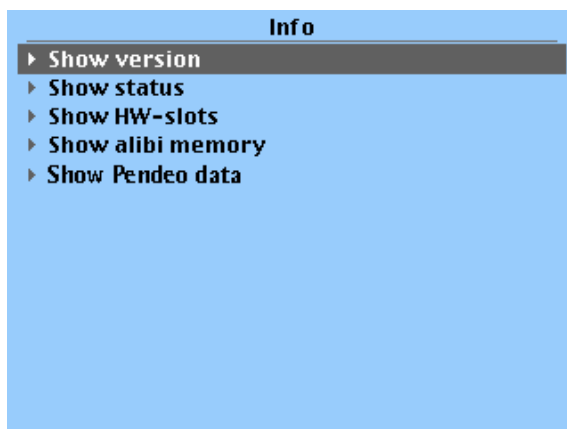 Info
Show version
Show status
Show HW-slots
Show alibi memory
Show Pendeo data